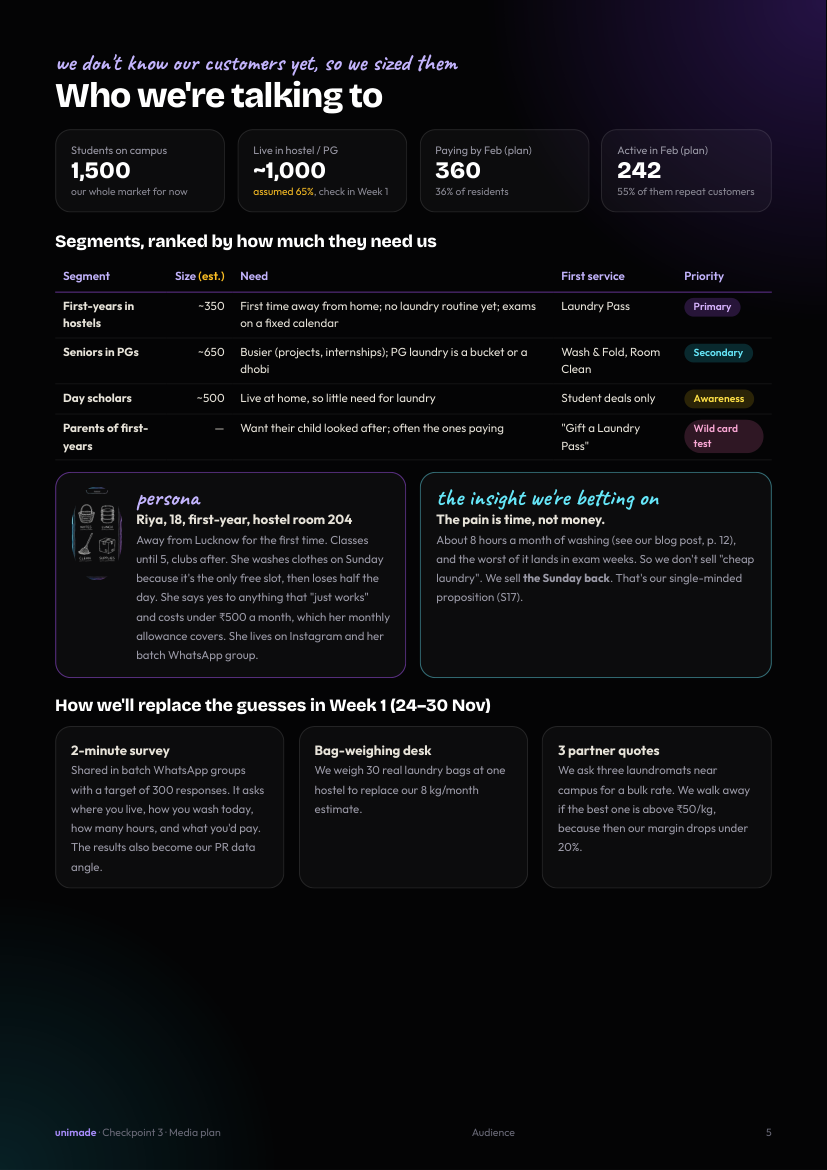 we don't know our customers yet, so we sized them
Who we're talking to
Students on campus
1,500
our whole market for now
Live in hostel / PG
~1,000
assumed 65%, check in Week 1
Paying by Feb (plan)
360
36% of residents
Active in Feb (plan)
242
55% of them repeat customers
Segments, ranked by how much they need us
Segment Size (est.) Need First service Priority
First-years in hostels ~350 First time away from home; no laundry routine yet; exams on a fixed calendar Laundry Pass Primary
Seniors in PGs ~650 Busier (projects, internships); PG laundry is a bucket or a dhobi Wash & Fold, Room Clean Secondary
Day scholars ~500 Live at home, so little need for laundry Student deals only Awareness
Parents of first-years — Want their child looked after; often the ones paying "Gift a Laundry Pass" Wild card test
persona
Riya, 18, first-year, hostel room 204
Away from Lucknow for the first time. Classes
until 5, clubs after. She washes clothes on Sunday
because it's the only free slot, then loses half the
day. She says yes to anything that "just works"
and costs under ₹500 a month, which her monthly
allowance covers. She lives on Instagram and her
batch WhatsApp group.
the insight we're betting on
The pain is time, not money.
About 8 hours a month of washing (see our blog post, p. 12),
and the worst of it lands in exam weeks. So we don't sell "cheap
laundry". We sell the Sunday back. That's our single-minded
proposition (S17).
How we'll replace the guesses in Week 1 (24–30 Nov)
2-minute survey
Shared in batch WhatsApp groups
with a target of 300 responses. It asks
where you live, how you wash today,
how many hours, and what you'd pay.
The results also become our PR data
angle.
Bag-weighing desk
We weigh 30 real laundry bags at one
hostel to replace our 8 kg/month
estimate.
3 partner quotes
We ask three laundromats near
campus for a bulk rate. We walk away
if the best one is above ₹50/kg,
because then our margin drops under
20%.
unimade · Checkpoint 3 · Media plan
Audience
5